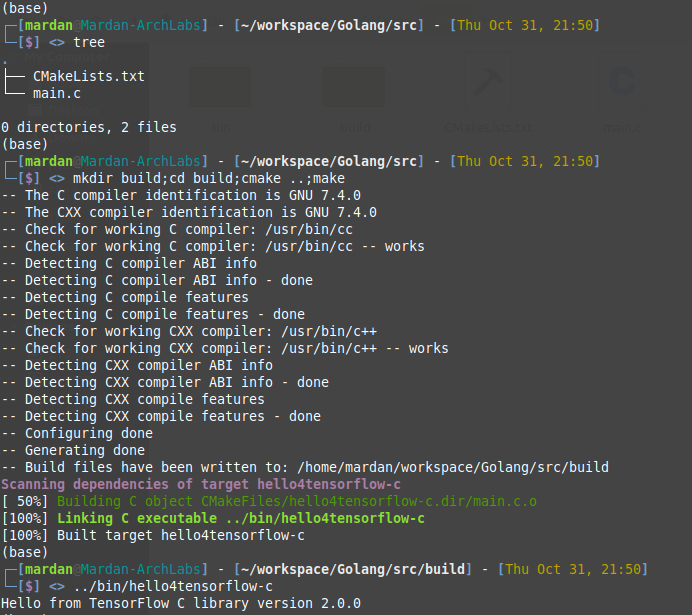 (base)
┌─[mardan@Mardan-ArchLabs] - [~/workspace/Golang/src] - [Thu Oct 31, 21:50]
└─[$] <> tree
.
├── CMakeLists.txt
└── main.c

0 directories, 2 files
(base)
┌─[mardan@Mardan-ArchLabs] - [~/workspace/Golang/src] - [Thu Oct 31, 21:50]
└─[$] <> mkdir build;cd build;cmake ..;make
-- The C compiler identification is GNU 7.4.0
-- The CXX compiler identification is GNU 7.4.0
-- Check for working C compiler: /usr/bin/cc
-- Check for working C compiler: /usr/bin/cc -- works
-- Detecting C compiler ABI info
-- Detecting C compiler ABI info - done
-- Detecting C compile features
-- Detecting C compile features - done
-- Check for working CXX compiler: /usr/bin/c++
-- Check for working CXX compiler: /usr/bin/c++ -- works
-- Detecting CXX compiler ABI info
-- Detecting CXX compiler ABI info - done
-- Detecting CXX compile features
-- Detecting CXX compile features - done
-- Configuring done
-- Generating done
-- Build files have been written to: /home/mardan/workspace/Golang/src/build
Scanning dependencies of target hello4tensorflow-c
[ 50%] Building C object CMakeFiles/hello4tensorflow-c.dir/main.c.o
[100%] Linking C executable ../bin/hello4tensorflow-c
[100%] Built target hello4tensorflow-c
(base)
┌─[mardan@Mardan-ArchLabs] - [~/workspace/Golang/src/build] - [Thu Oct 31, 21:50]
└─[$] <> ../bin/hello4tensorflow-c
Hello from TensorFlow C library version 2.0.0